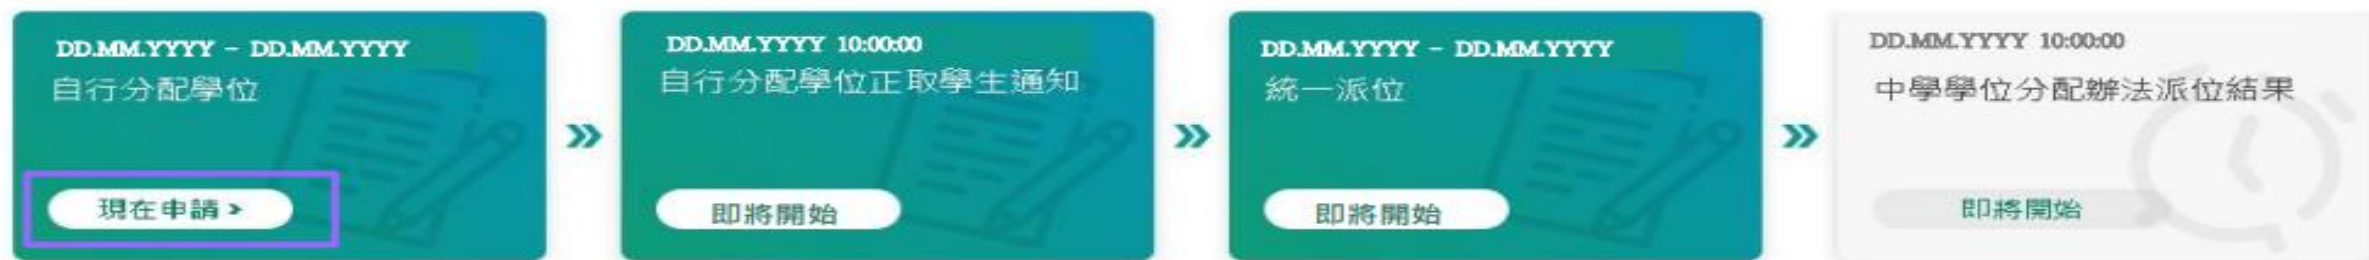 DD.MM.YYYY - DD.MM.YYYY
自行分配學位
現在申請 >
»
DD.MM.YYYY 10:00:00
自行分配學位正取學生通知
即將開始
»
DD.MM.YYYY - DD.MM.YYYY
統一派位
即將開始
»
DD.MM.YYYY 10:00:00
中學學位分配辦法派位結果
即將開始